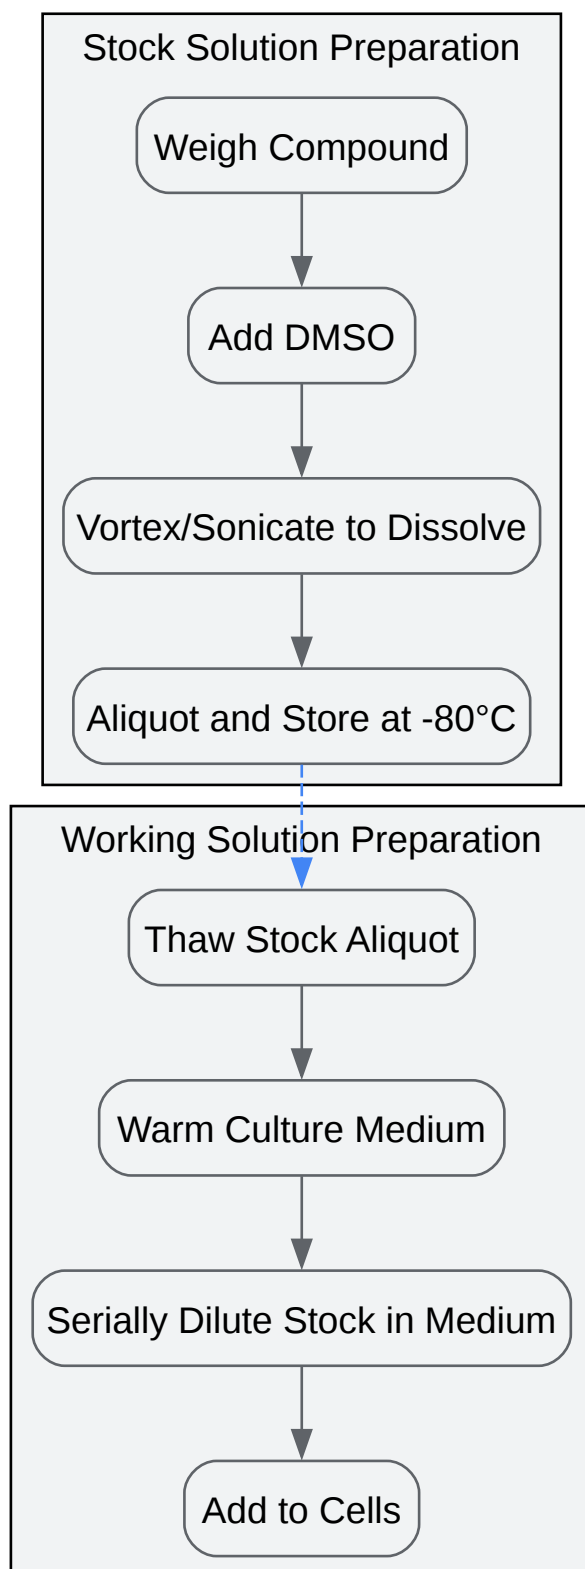 Stock Solution Preparation
Weigh Compound
Add DMSO
Vortex/Sonicate to Dissolve
Aliquot and Store at -80°C
Working Solution Preparation
Thaw Stock Aliquot
Warm Culture Medium
Serially Dilute Stock in Medium
Add to Cells